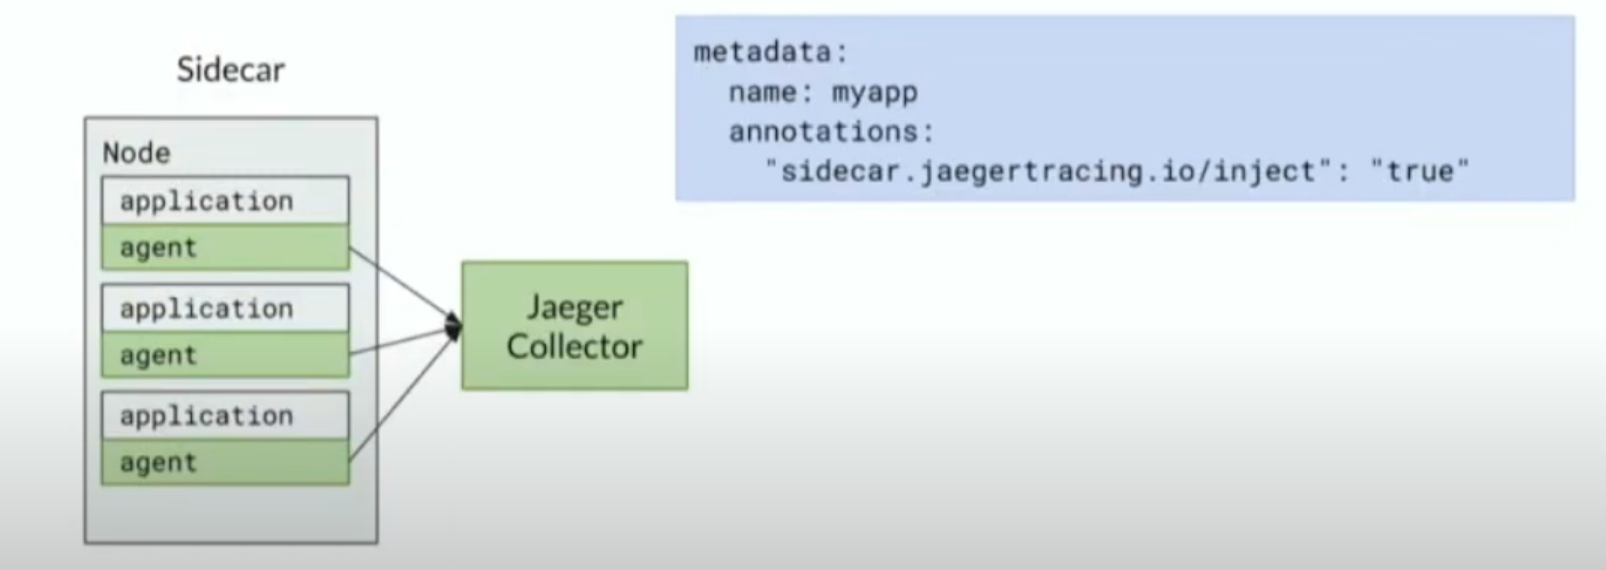 Sidecar
Node
application
agent
application
agent
application
agent
Jaeger
Collector
metadata:
name: myapp
annotations:
"sidecar.jaegertracing.io/inject": "true"